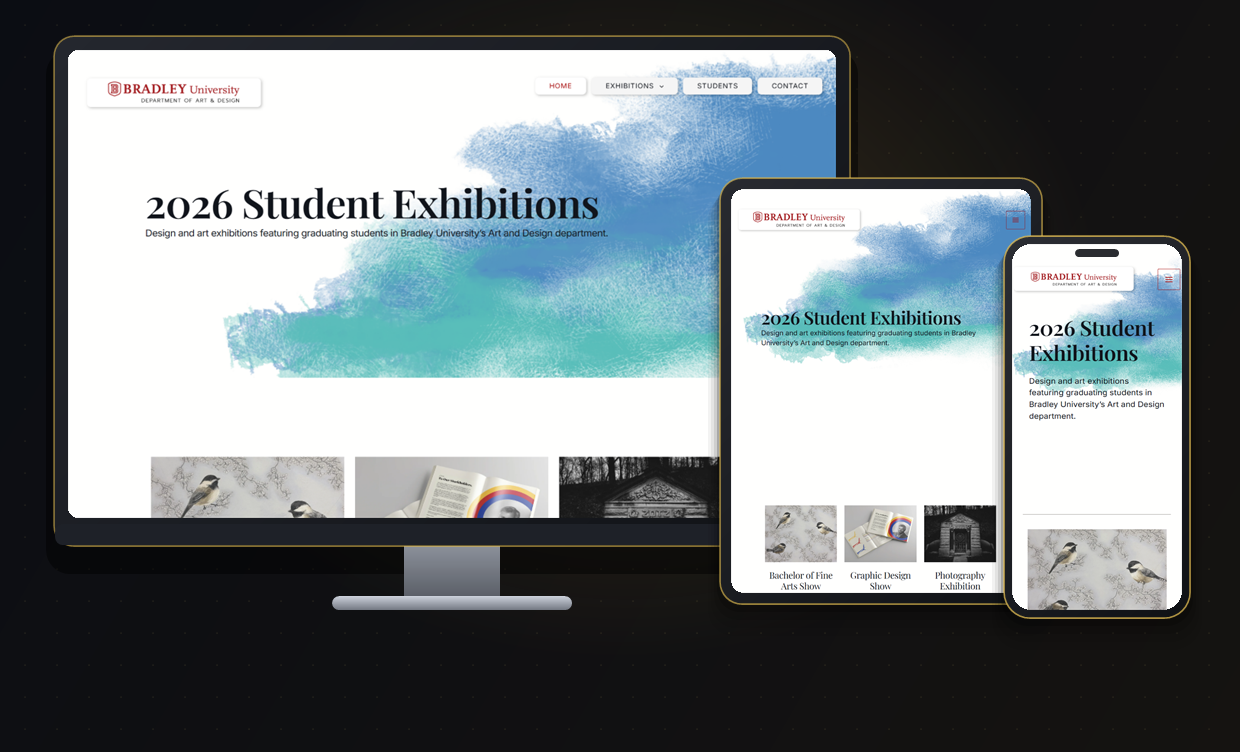 BRADLEY University
DEPARTMENT OF ART & DESIGN
HOME
EXHIBITIONS
STUDENTS
CONTACT
2026 Student Exhibitions
Design and art exhibitions featuring graduating students in Bradley University's Art and Design department.
BRADLEY University
DEPARTMENT OF ART & DESIGN
2026 Student Exhibitions
Design and art exhibitions featuring graduating students in Bradley
University's Art and Design department.
Bachelor of Fine
Arts Show
Graphic Design
Show
Photography
Exhibition
BRADLEY University
DEPARTMENT OF ART & DESIGN
2026 Student
Exhibitions
Design and art exhibitions
featuring graduating students in
Bradley University's Art and Design
department.